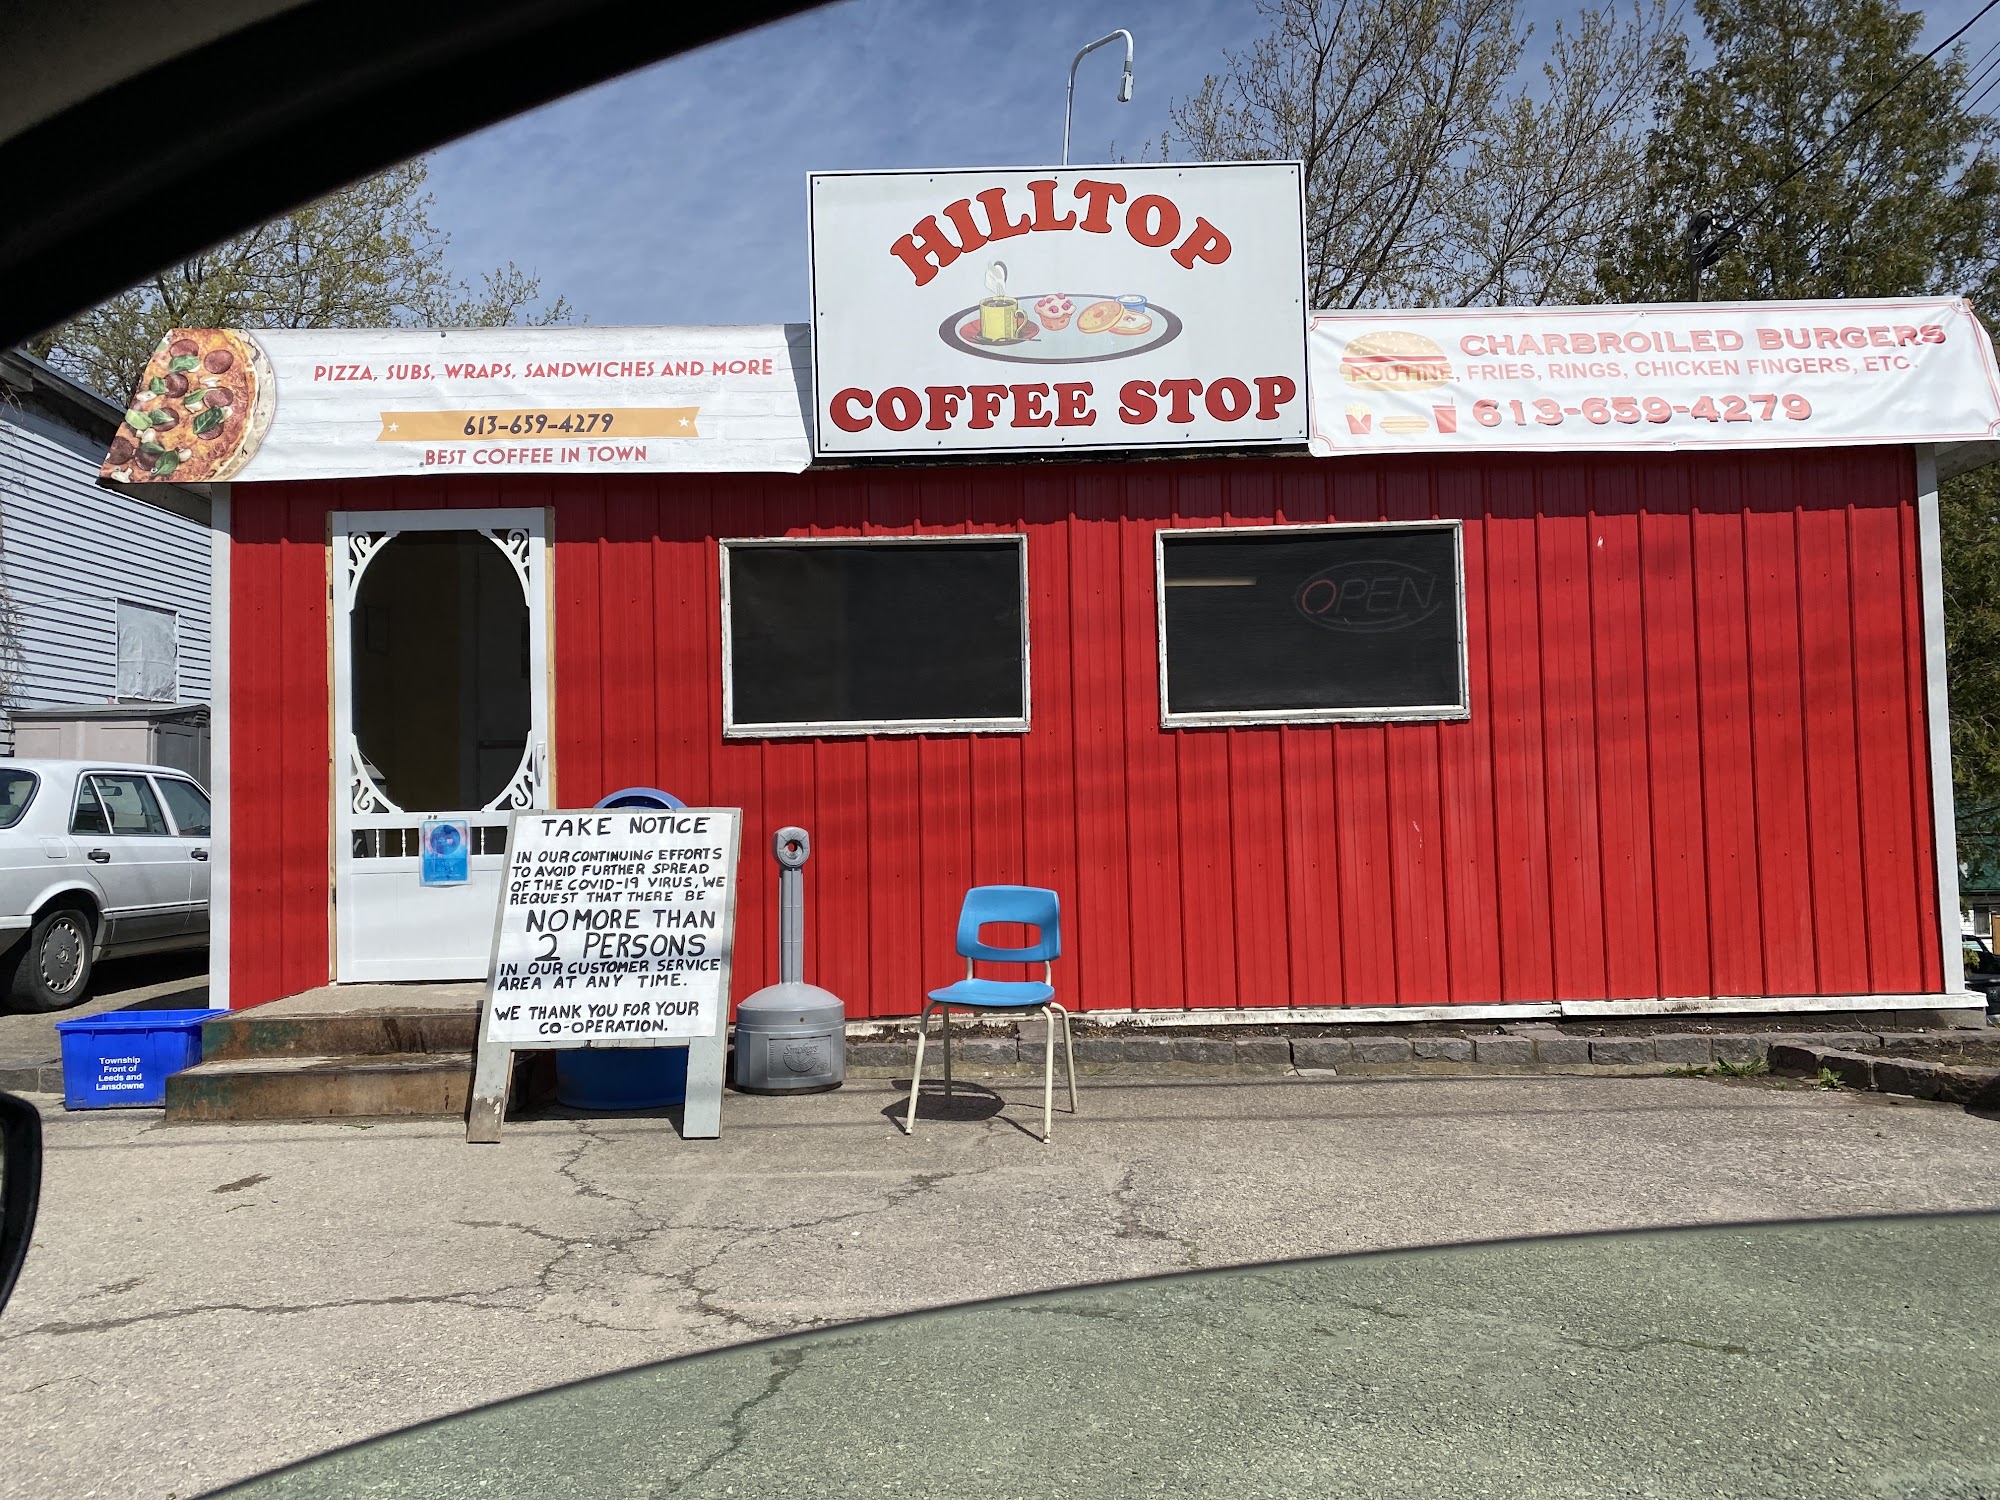 HILLTOP
COFFEE STOP
PIZZA, SUBS, WRAPS, SANDWICHES AND MORE
613-659-4279
BEST COFFEE IN TOWN
CHARBROILED BURGERS
POUTINE, FRIES, RINGS, CHICKEN FINGERS, ETC.
613-659-4279
OPEN
TAKE NOTICE
IN OUR CONTINUING EFFORTS
TO AVOID FURTHER SPREAD
OF THE COVID-19 VIRUS, WE
REQUEST THAT THERE BE
NO MORE THAN
2 PERSONS
IN OUR CUSTOMER SERVICE
AREA AT ANY TIME.
WE THANK YOU FOR YOUR
CO-OPERATION.
Township
Front of
Leeds and
Lansdowne